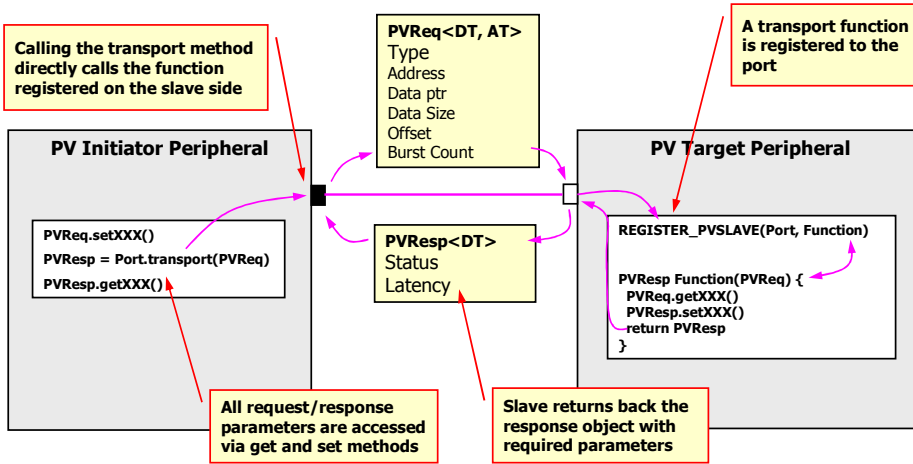 Calling the transport method
directly calls the function
registered on the slave side
PVReq<DT, AT>
Type
Address
Data ptr
Data Size
Offset
Burst Count
A transport function
is registered to the
port
PV Initiator Peripheral
PVReq.setXXX()
PVResp = Port.transport(PVReq)
PVResp.getXXX()
PVResp<DT>
Status
Latency
PV Target Peripheral
REGISTER_PVSLAVE(Port, Function)
PVResp Function(PVReq) {
PVReq.getXXX()
PVResp.setXXX()
return PVResp
}
All request/response
parameters are accessed
via get and set methods
Slave returns back the
response object with
required parameters